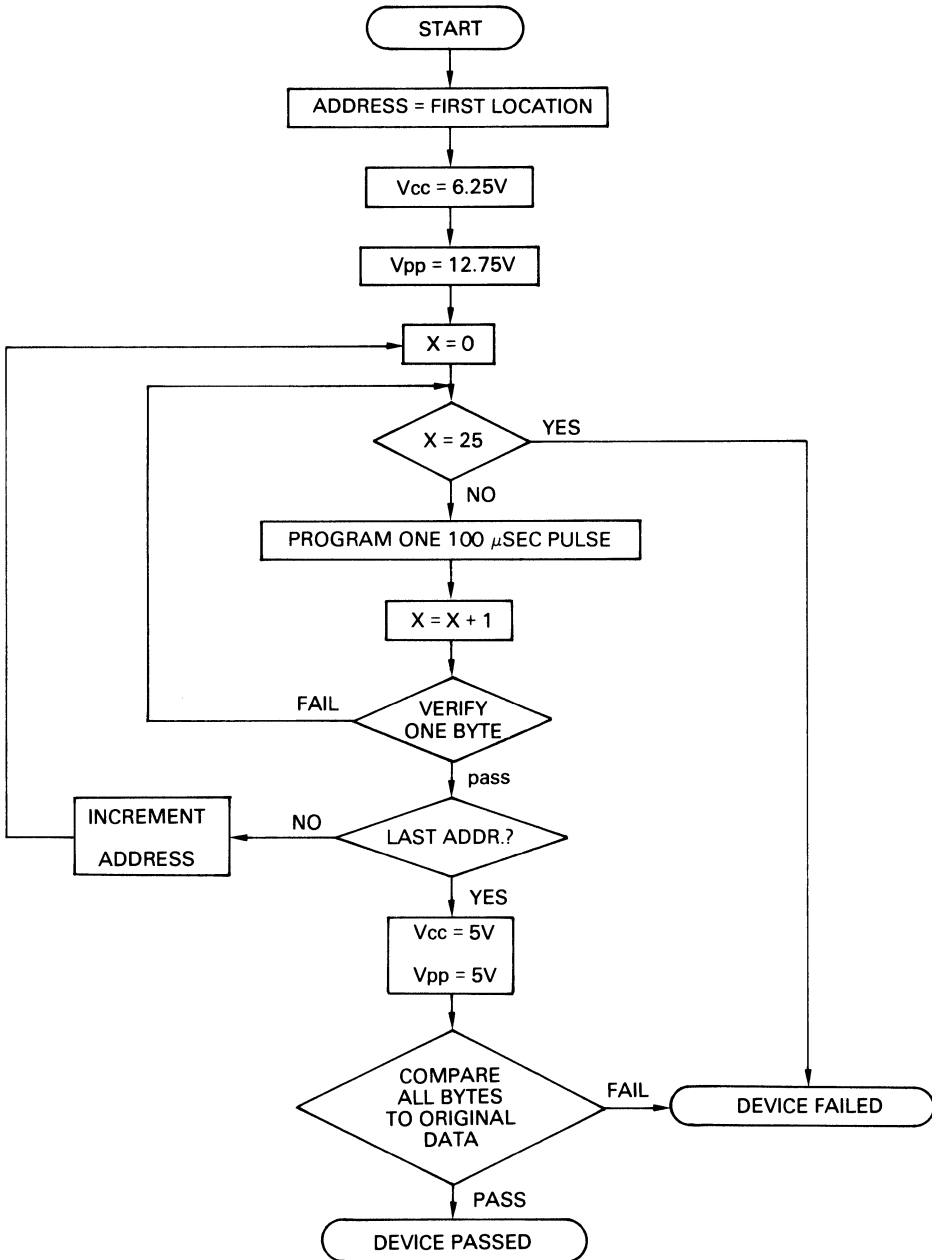 START
ADDRESS = FIRST LOCATION
Vcc = 6.25V
Vpp = 12.75V
X = 0
X = 25
YES
NO
PROGRAM ONE 100 μSEC PULSE
X = X + 1
FAIL
VERIFY
ONE BYTE
pass
INCREMENT
ADDRESS
NO
LAST ADDR.?
YES
Vcc = 5V
Vpp = 5V
COMPARE
ALL BYTES
TO ORIGINAL
DATA
FAIL
DEVICE FAILED
PASS
DEVICE PASSED